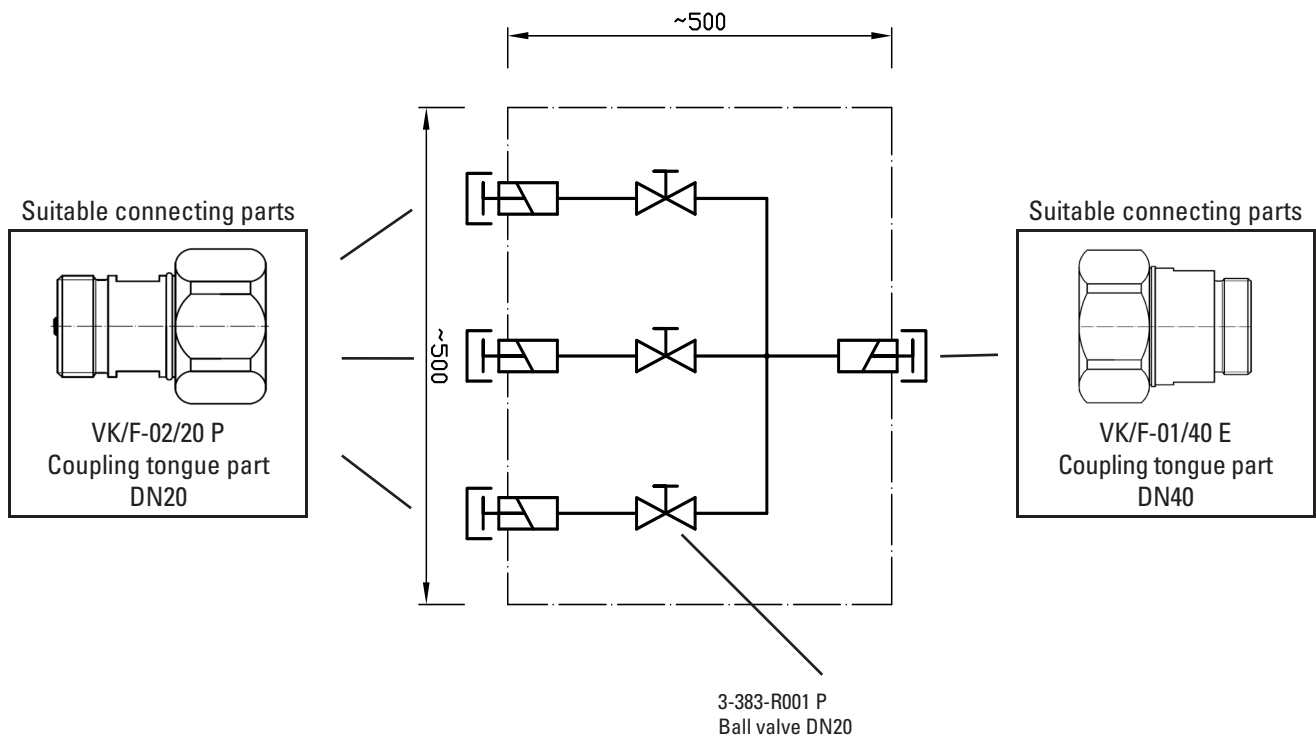 ~500
~500
Suitable connecting parts
VK/F-02/20 P
Coupling tongue part
DN20
Suitable connecting parts
VK/F-01/40 E
Coupling tongue part
DN40
3-383-R001 P
Ball valve DN20